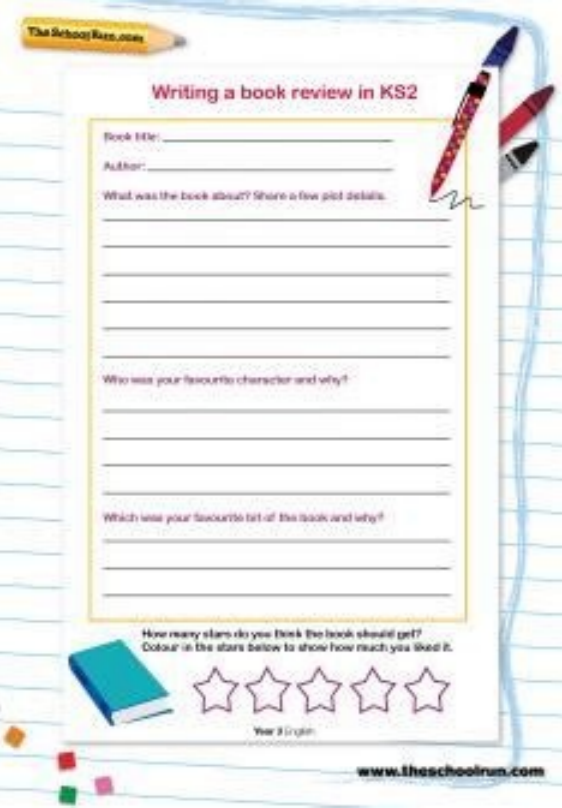 TheSchoolRun.com
Writing a book review in KS2
Book title:
Author:
What was the book about? Share a few plot details.
Who was your favourite character and why?
Which was your favourite bit of the book and why?
How many stars do you think the book should get?
Colour in the stars below to show how much you liked it.
Year 3 English
www.theschoolrun.com